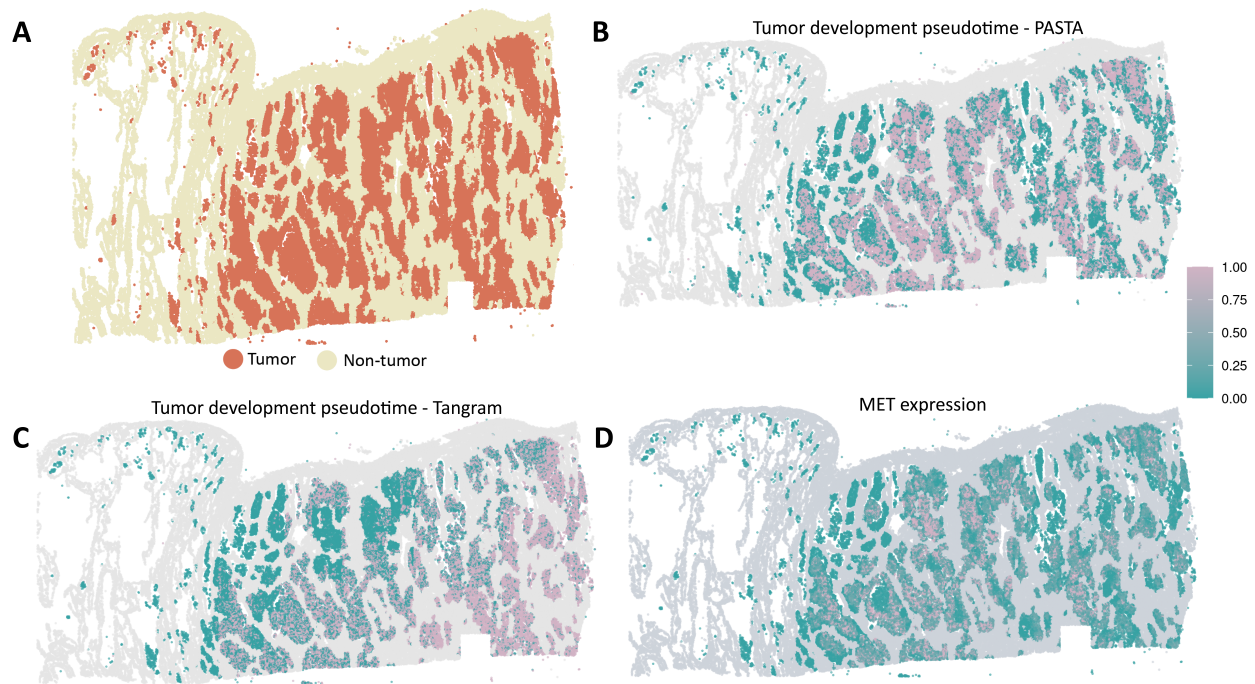 A
B
Tumor development pseudotime - PASTA
1.00
0.75
0.50
0.25
0.00
Tumor Non-tumor
Tumor development pseudotime - Tangram
MET expression
C
D